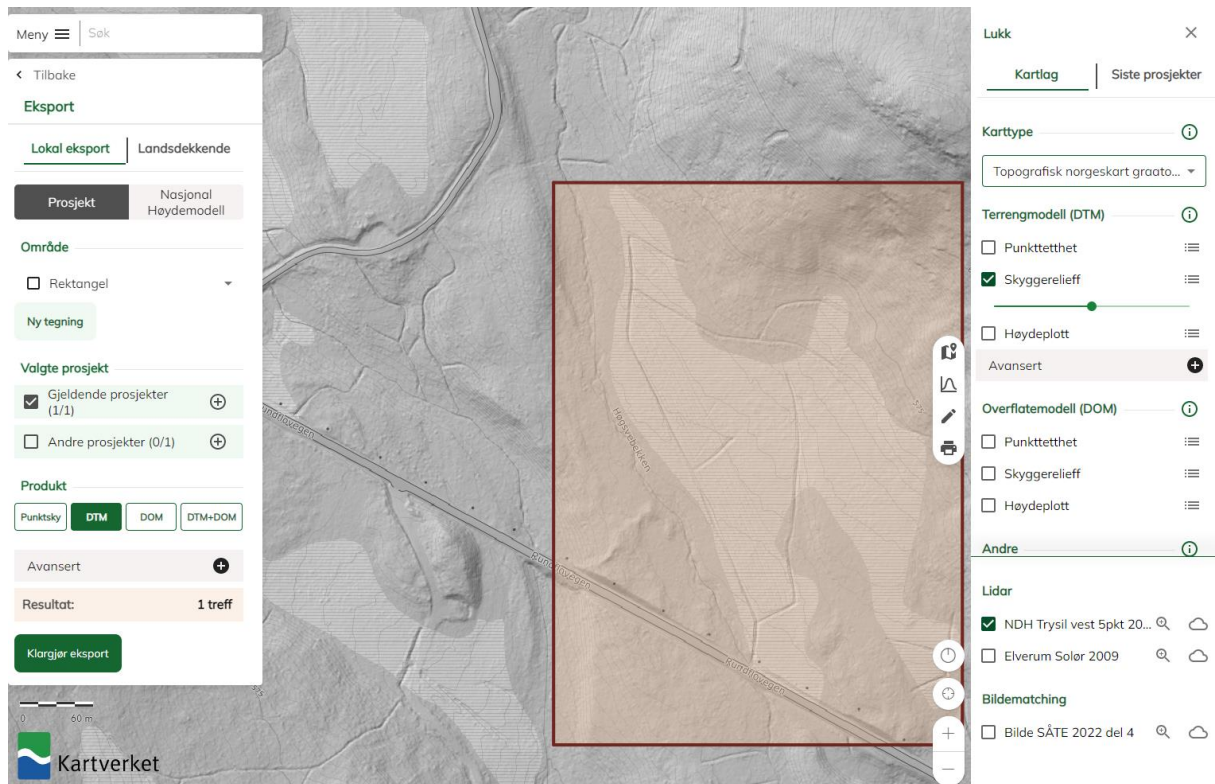 Meny
Søk
Tilbake
Eksport
Lokal eksport
Landsdekkende
Prosjekt
Nasjonal
Høydemodell
Område
Rektangel
Ny tegning
Valgte prosjekt
Gjeldende prosjekter
(1/1)
Andre prosjekter (0/1)
Produkt
Punktsky
DTM
DOM
DTM+DOM
Avansert
Resultat:
1 treff
Klargjør eksport
0
60 m
Kartverket
Høgsvebekken
Lukk
Kartlag
Siste prosjekter
Karttype
Topografisk norgeskart graato...
Terrengmodell (DTM)
Punkttetthet
Skyggerelieff
Høydeplott
Avansert
Overflatemodell (DOM)
Punkttetthet
Skyggerelieff
Høydeplott
Andre
Lidar
NDH Trysil vest 5pkt 20...
Elverum Solør 2009
Bildematching
Bilde SÅTE 2022 del 4